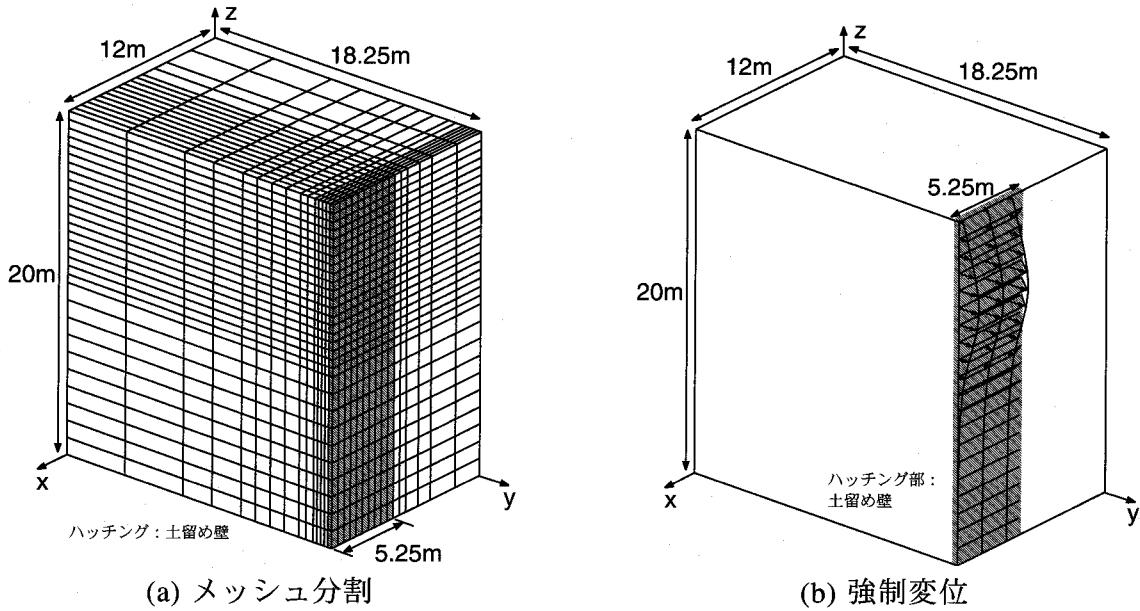 z
12m
18.25m
20m
x
y
ハッチング：土留め壁
5.25m
(a) メッシュ分割
z
12m
18.25m
5.25m
20m
ハッチング部：
土留め壁
x
y
(b) 強制変位